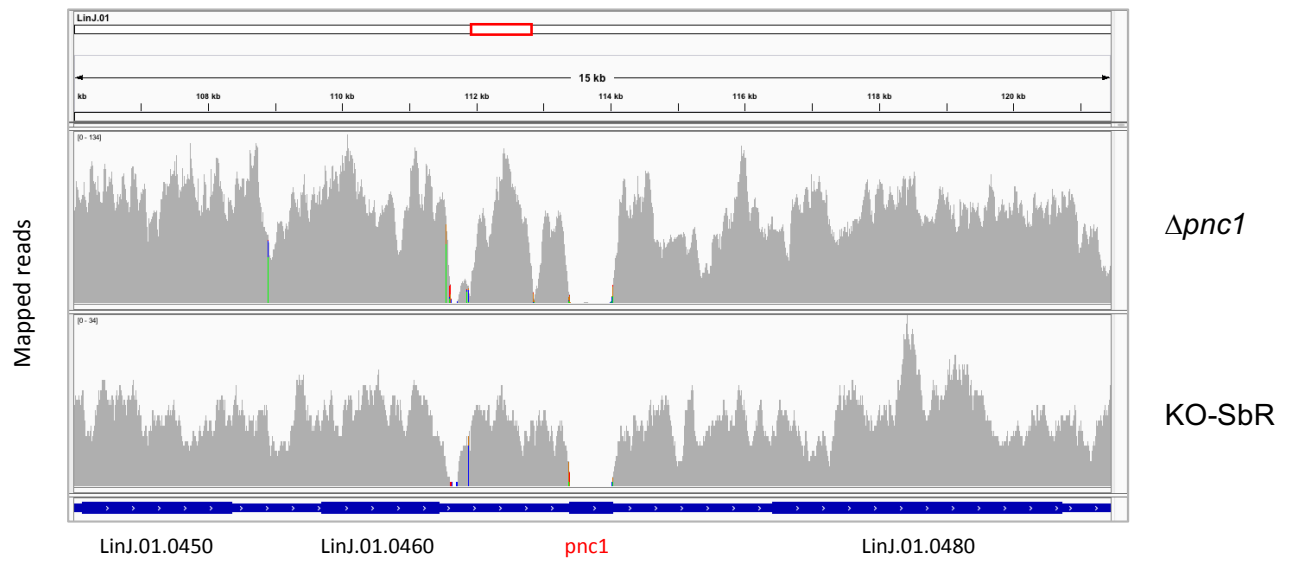 LinJ.01
15 kb
kb 108 kb 110 kb 112 kb 114 kb 116 kb 118 kb 120 kb
[0 - 134]
Δpnc1
Mapped reads
[0 - 34]
KO-SbR
LinJ.01.0450 LinJ.01.0460 pnc1 LinJ.01.0480